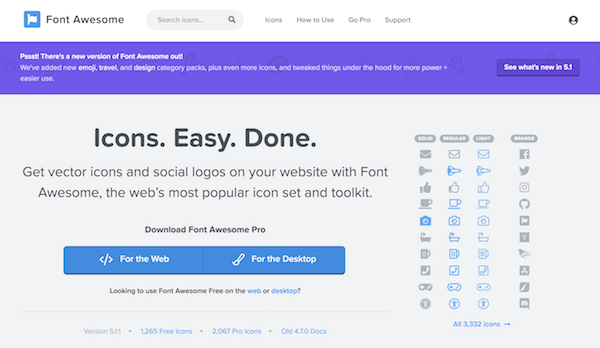 Font Awesome
Search icons...
Icons
How to Use
Go Pro
Support
Pssst! There's a new version of Font Awesome out!
We've added new emoji, travel, and design category packs, plus even more icons, and tweaked things under the hood for more power +
easier use.
See what's new in 5.1
Icons. Easy. Done.
Get vector icons and social logos on your website with Font
Awesome, the web's most popular icon set and toolkit.
Download Font Awesome Pro
For the Web
For the Desktop
Looking to use Font Awesome Free on the web or desktop?
SOLID
REGULAR
LIGHT
BRANDS
All 3,332 icons →
Version 5.1.1 • 1,265 Free Icons • 2,067 Pro Icons • Old 4.7.0 Docs